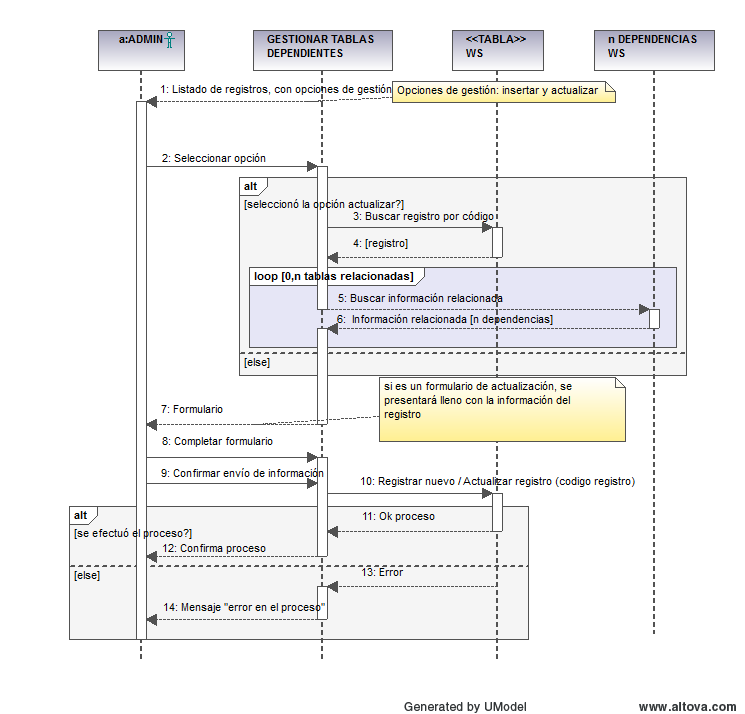 a:ADMIN
GESTIONAR TABLAS
DEPENDIENTES
<<TABLA>>
WS
n DEPENDENCIAS
WS
1: Listado de registros, con opciones de gestión
Opciones de gestión: insertar y actualizar
2: Seleccionar opción
alt
[seleccionó la opción actualizar?]
3: Buscar registro por código
4: [registro]
loop [0,n tablas relacionadas]
5: Buscar información relacionada
6: Información relacionada [n dependencias]
[else]
si es un formulario de actualización, se
presentará lleno con la información del
registro
7: Formulario
8: Completar formulario
9: Confirmar envío de información
10: Registrar nuevo / Actualizar registro (codigo registro)
alt
11: Ok proceso
[se efectuó el proceso?]
12: Confirma proceso
[else]
13: Error
14: Mensaje "error en el proceso"
Generated by UModel
www.altova.com